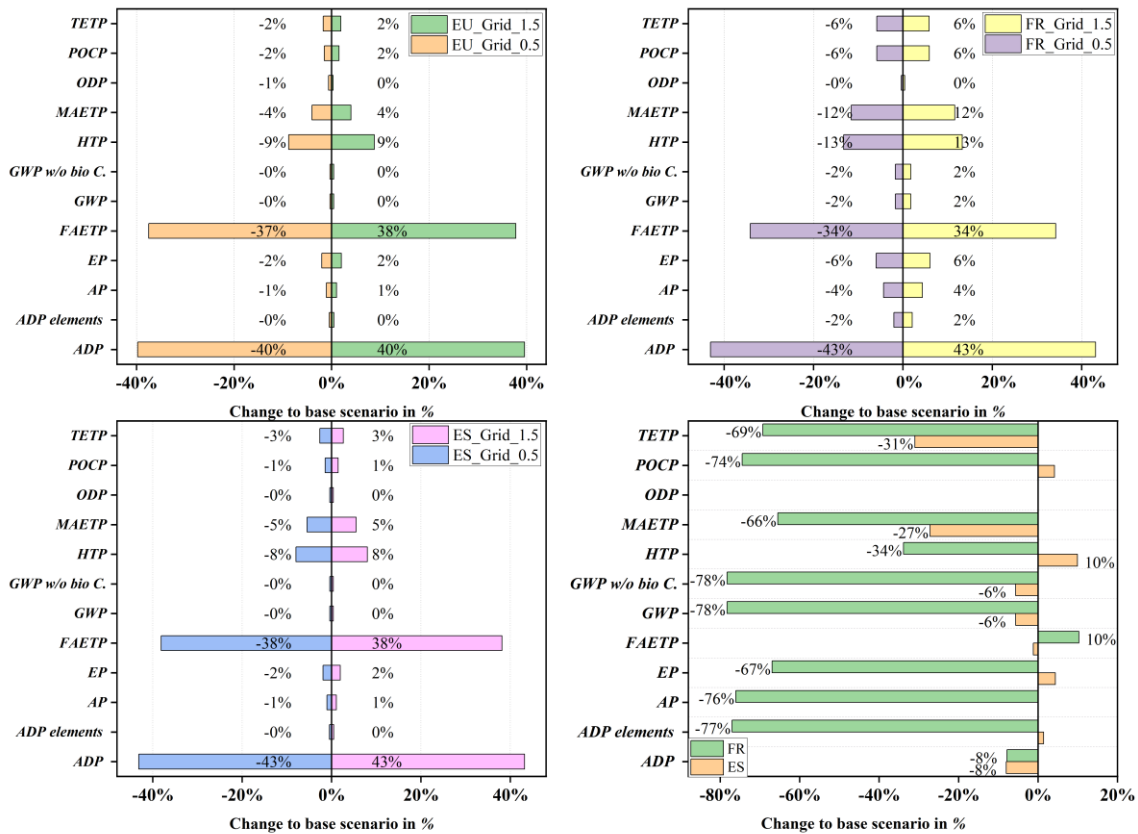 TETP -2% 2% EU_Grid_1.5
POCP -2% 2% EU_Grid_0.5
ODP -1% 0%
MAETP -4% 4%
HTP -9% 9%
GWP w/o bio C. -0% 0%
GWP -0% 0%
FAETP -37% 38%
EP -2% 2%
AP -1% 1%
ADP elements -0% 0%
ADP -40% 40%
-40% -20% 0% 20% 40%
Change to base scenario in %
TETP -6% 6% FR_Grid_1.5
POCP -6% 6% FR_Grid_0.5
ODP -0% 0%
MAETP -12% 12%
HTP -13% 13%
GWP w/o bio C. -2% 2%
GWP -2% 2%
FAETP -34% 34%
EP -6% 6%
AP -4% 4%
ADP elements -2% 2%
ADP -43% 43%
-40% -20% 0% 20% 40%
Change to base scenario in %
TETP -3% 3% ES_Grid_1.5
POCP -1% 1% ES_Grid_0.5
ODP -0% 0%
MAETP -5% 5%
HTP -8% 8%
GWP w/o bio C. -0% 0%
GWP -0% 0%
FAETP -38% 38%
EP -2% 2%
AP -1% 1%
ADP elements -0% 0%
ADP -43% 43%
-40% -20% 0% 20% 40%
Change to base scenario in %
TETP -69%
-31%
POCP -74%
ODP
MAETP -66%
-27%
HTP -34%
10%
GWP w/o bio C. -78%
-6%
GWP -78%
-6%
FAETP 10%
EP -67%
AP -76%
ADP elements -77%
FR
ADP -8%
ES -8%
-80% -60% -40% -20% 0% 20%
Change to base scenario in %